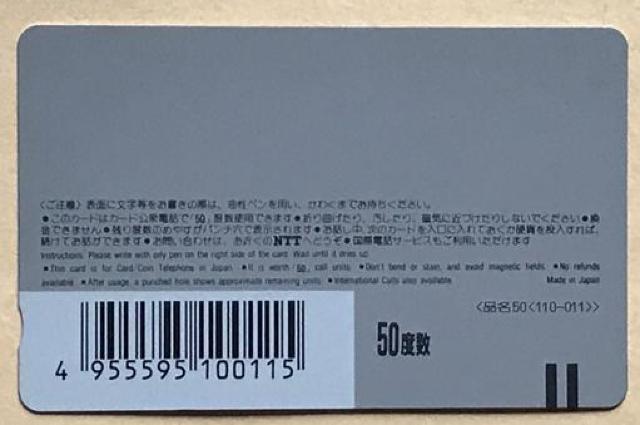 〈ご注意〉表面に文字等をお書きの際は、油性ペンを用い、かわくまでお待ちください。
●このカードはカード公衆電話で「50」度数使用できます●折り曲げたり、汚したり、磁気に近づけたりしないでください●換
金できません●残り度数のめやすがパンチ穴で表示されます●お話し中、次のカードを入口に入れておくか硬貨を投入すれば、
続けてお話ができます●お問い合わせは、お近くのNTTへどうぞ●国際電話サービスもご利用いただけます
Instructions: Please write with oily pen on the right side of the card. Wait until it dries up.
●This card is for Card/Coin Telephone in Japan ●It is worth「50」call units. ●Don't bend or stain, and avoid magnetic fields. ●No refunds
available. ●After usage, a punched hole shows approximate remaining units. ●International Calls also available. Made in Japan
〈品名50〈110-011〉〉
50度数
4 955595 100115